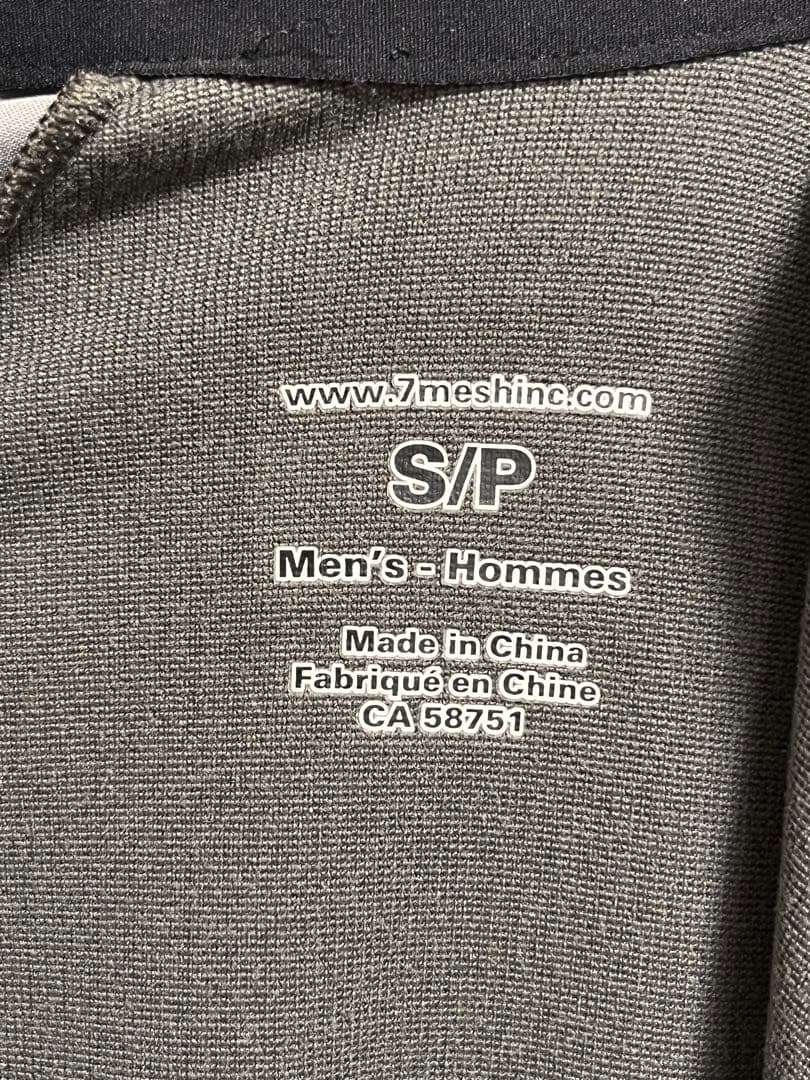 www.7meshinc.com
S/P
Men's - Hommes
Made in China
Fabriqué en Chine
CA 58751